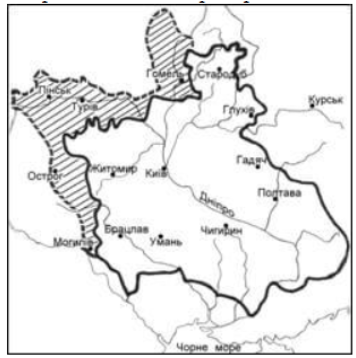 Гомель
Стародуб
Пінськ
Турів
Глухів
Курськ
Острог
Житомир
Київ
Гадяч
Дніпро
Полтава
Брацлав
Могилів
Умань
Чигирин
Чорне море